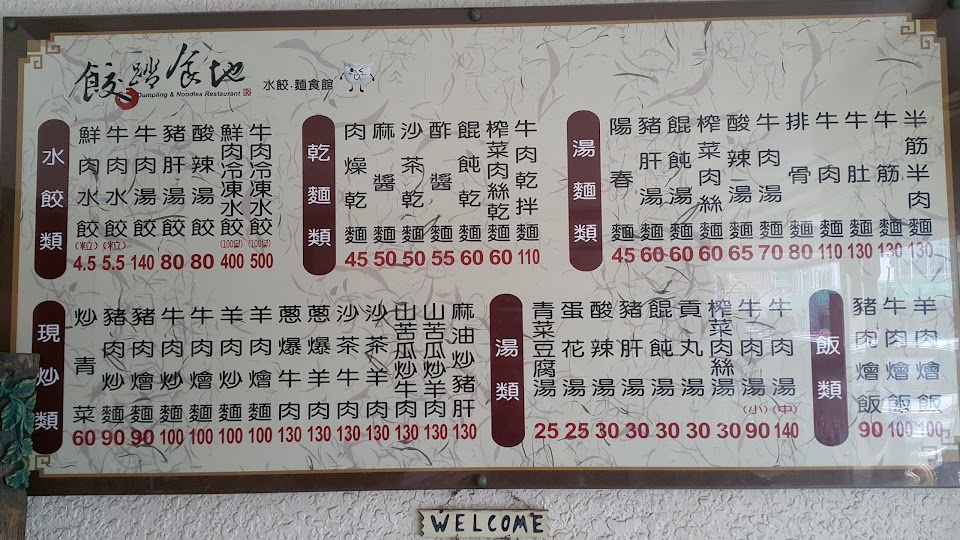 餃踏食地
Dumpling & Noodles Restaurant
水餃.麵食館
水餃類
鮮肉水餃(粒) 4.5
牛肉水餃(粒) 5.5
牛肉湯餃 140
豬肝湯餃 80
酸辣湯餃 80
鮮肉冷凍水餃(100顆) 400
牛肉冷凍水餃(100顆) 500
乾麵類
肉燥乾麵 45
麻醬麵 50
沙茶乾麵 50
酢醬麵 55
餛飩乾麵 60
榨菜肉絲乾麵 60
牛肉乾拌麵 110
湯麵類
陽春麵 45
豬肝湯麵 60
餛飩湯麵 60
榨菜肉絲麵 60
酸辣湯麵 65
牛肉湯麵 70
排骨麵 80
牛肉麵 110
牛肚麵 130
牛筋麵 130
半筋半肉麵 130
現炒類
炒青菜 60
豬肉炒麵 90
豬肉燴麵 90
牛肉燴麵 100
牛肉炒麵 100
羊肉炒麵 100
羊肉燴麵 100
蔥爆牛肉 130
蔥爆羊肉 130
沙茶牛肉 130
沙茶羊肉 130
山苦瓜炒牛肉 130
山苦瓜炒羊肉 130
麻油炒豬肝 130
湯類
青菜豆腐湯 25
蛋花湯 25
酸辣湯 30
豬肝湯 30
餛飩湯 30
貢丸湯 30
榨菜肉絲湯 30
牛肉湯(小) 90
牛肉湯(中) 140
飯類
豬肉燴飯 90
牛肉燴飯 100
羊肉燴飯 100
WELCOME